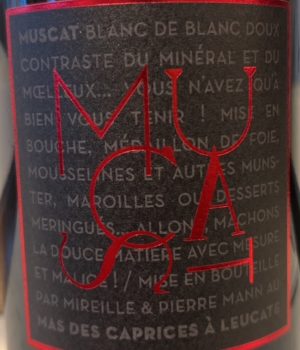 MUSCAT BLANC DE BLANC DOUX
CONTRASTE DU MINÉRAL ET DU
MŒLLEUX... VOUS N'AVEZ QU'À
BIEN VOUS TENIR ! MISE EN
BOUCHE, MÉDAILLON DE FOIE,
MOUSSELINES ET AUTRES MUNS-
TER, MAROILLES OU DESSERTS
MERINGUÉS... ALLONS MACHONS
LA DOUCE MATIÈRE AVEC MESURE
ET MALICE ! / MISE EN BOUTEILLE
PAR MIREILLE & PIERRE MANN AU
MAS DES CAPRICES À LEUCATE
MUSCAT